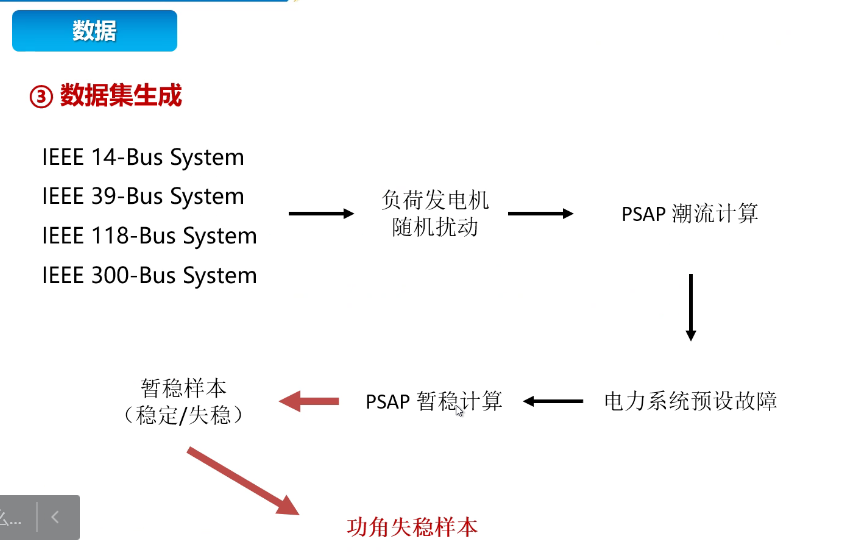 数据
③ 数据集生成
IEEE 14-Bus System
IEEE 39-Bus System
IEEE 118-Bus System
IEEE 300-Bus System
负荷发电机
随机扰动
PSAP 潮流计算
电力系统预设故障
PSAP 暂稳计算
暂稳样本
（稳定/失稳）
功角失稳样本
么...